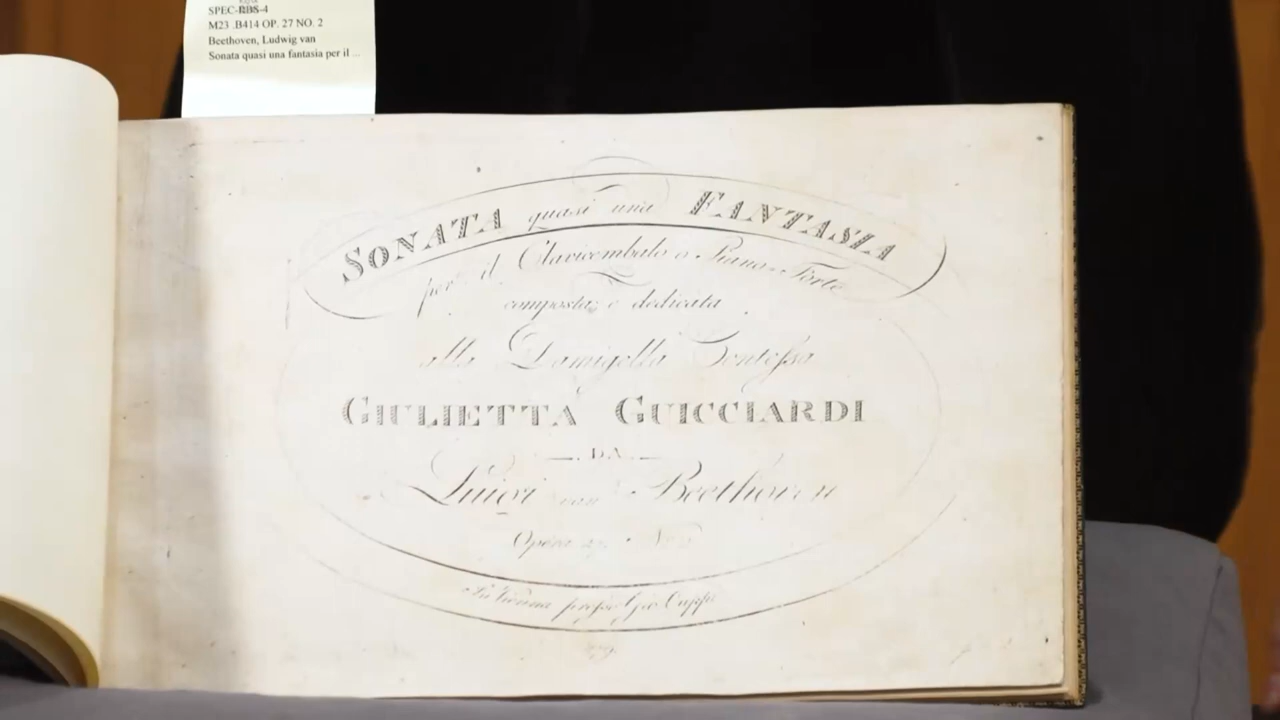 SPEC-RBS-4
M23 .B414 OP. 27 NO. 2
Beethoven, Ludwig van
Sonata quasi una fantasia per il ...
SONATA quasi una FANTASIA
per il Clavicembalo o Piano-Forte
composta, e dedicata
alla Damigella Contessa
GIULIETTA GUICCIARDI
DA
Luigi van Beethoven
Opera 27 No
In Vienna presso Gio. Cappi